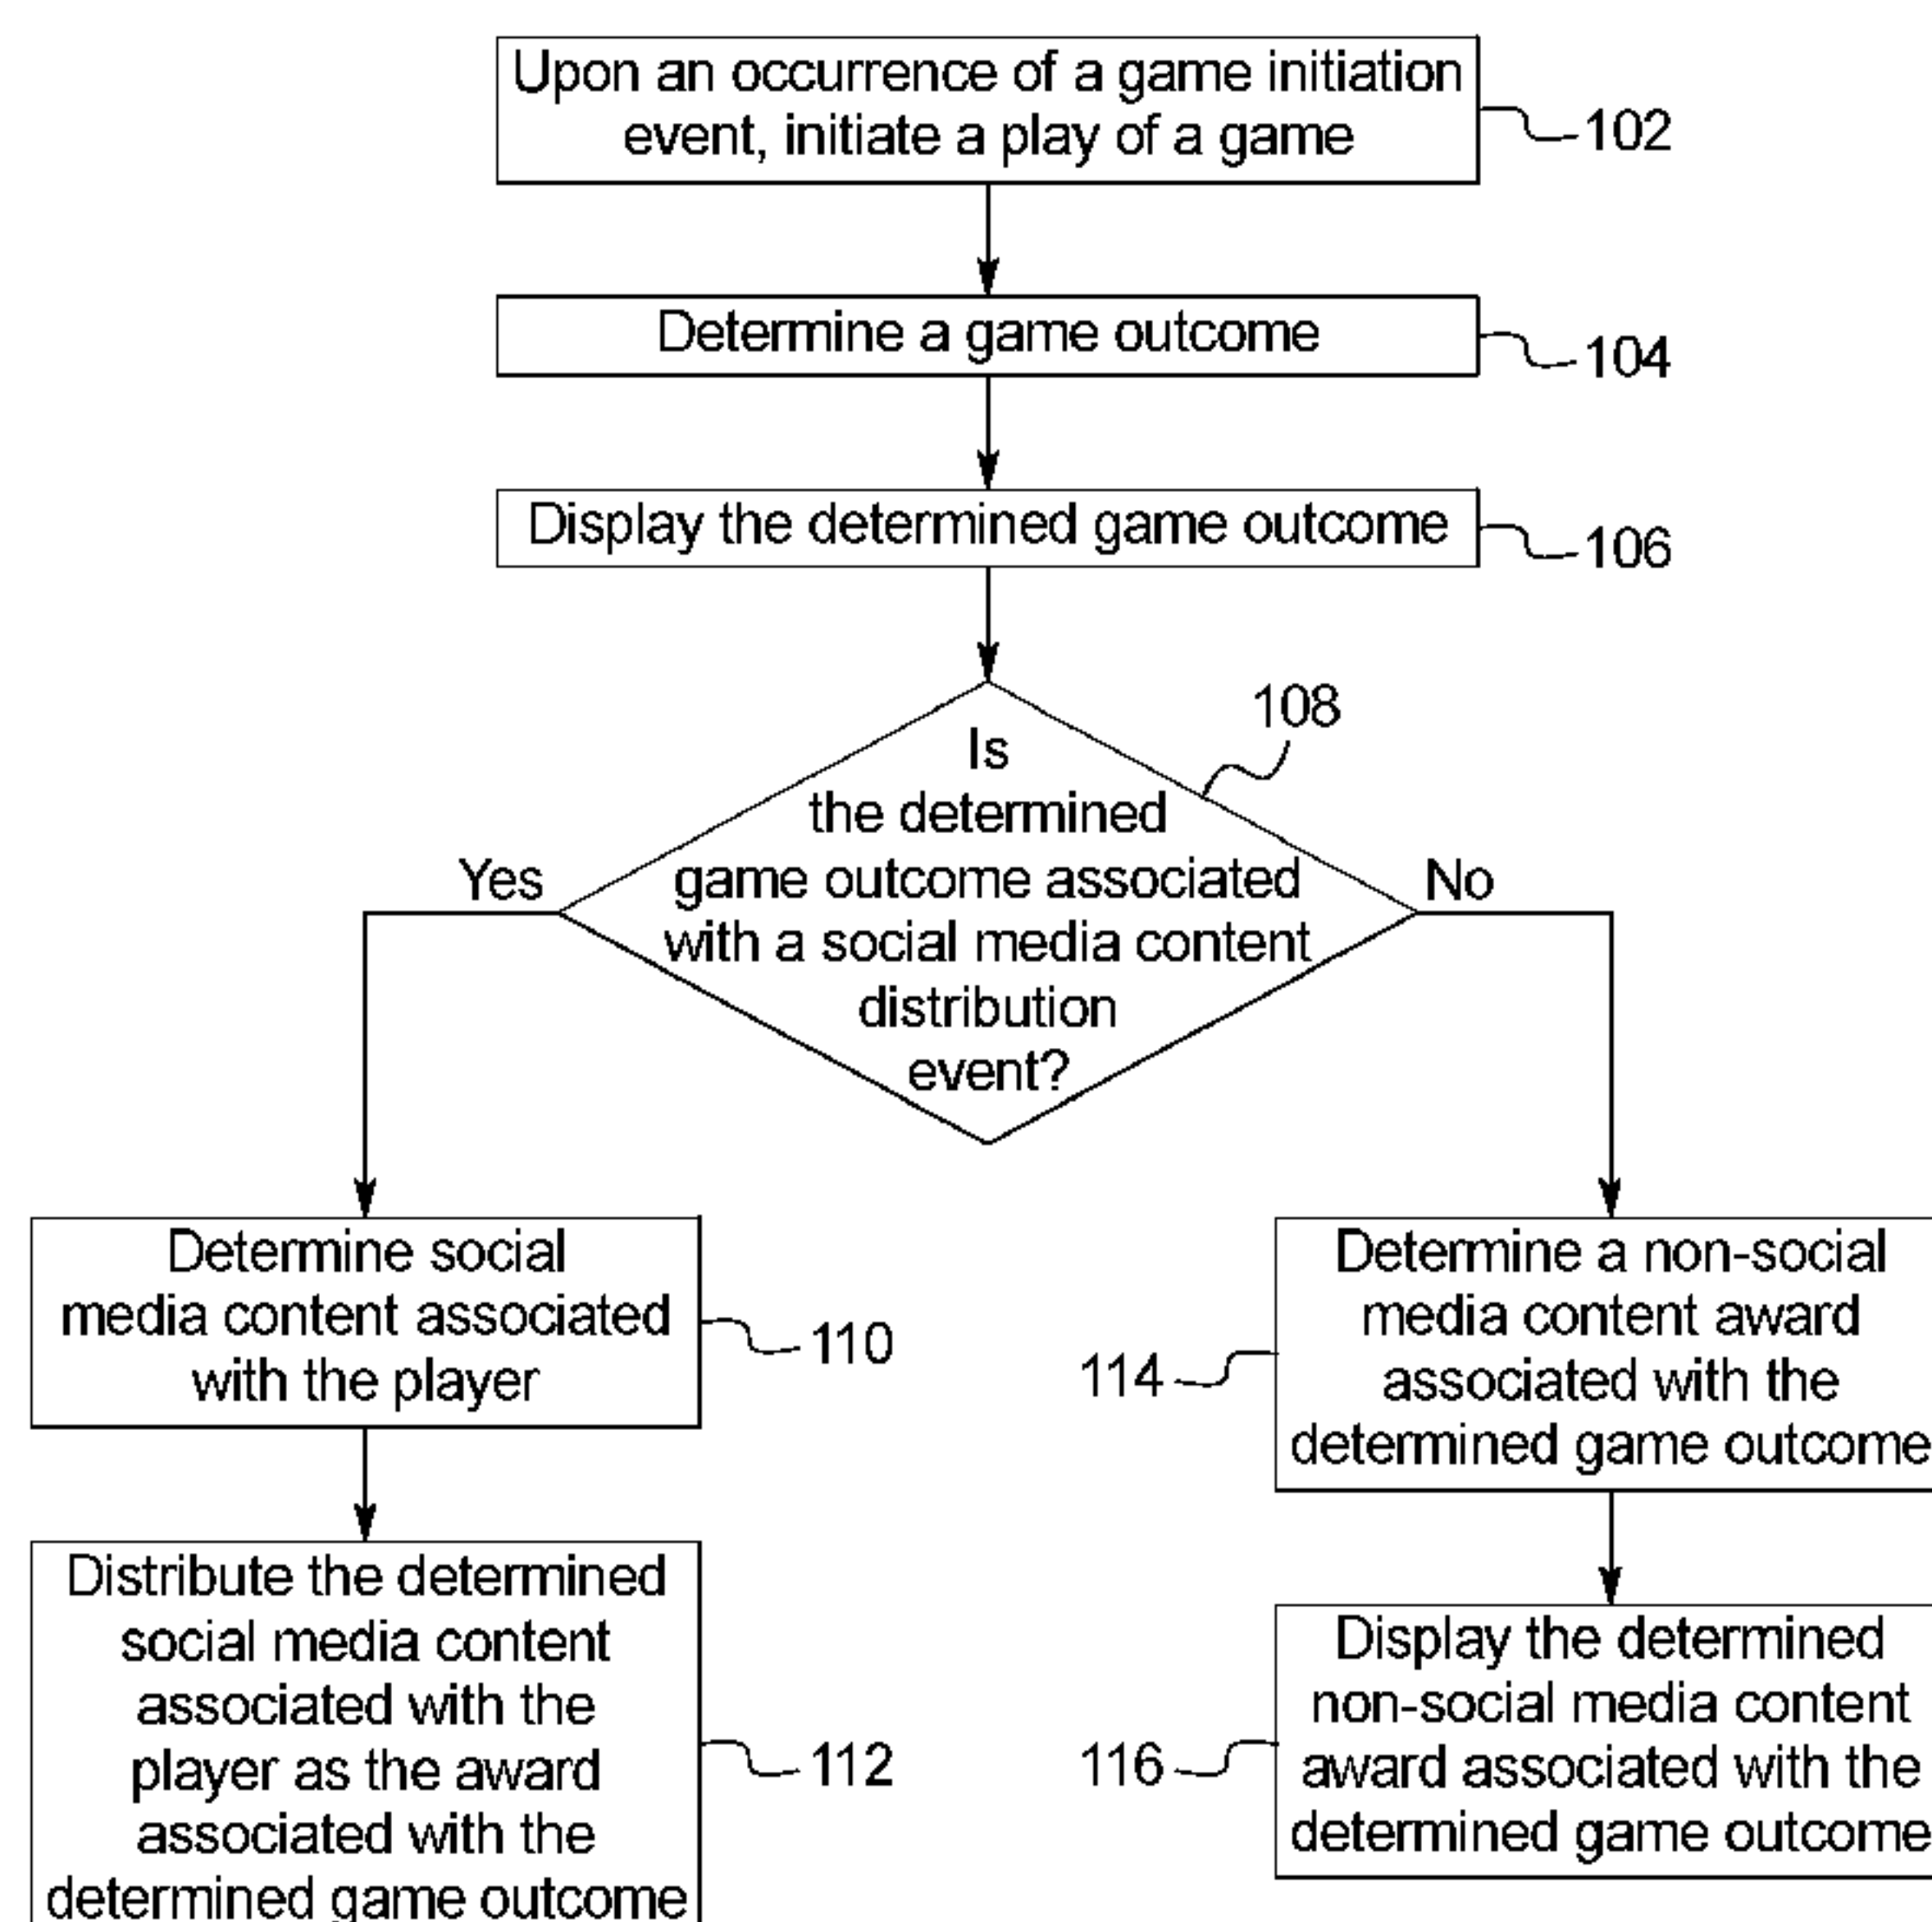 Upon an occurrence of a game initiation
event, initiate a play of a game
102
Determine a game outcome
104
Display the determined game outcome
106
108
Is
the determined
game outcome associated
with a social media content
distribution
event?
Yes
No
Determine social
media content associated
with the player
110
Distribute the determined
social media content
associated with the
player as the award
associated with the
determined game outcome
112
Determine a non-social
media content award
associated with the
determined game outcome
114
Display the determined
non-social media content
award associated with the
determined game outcome
116